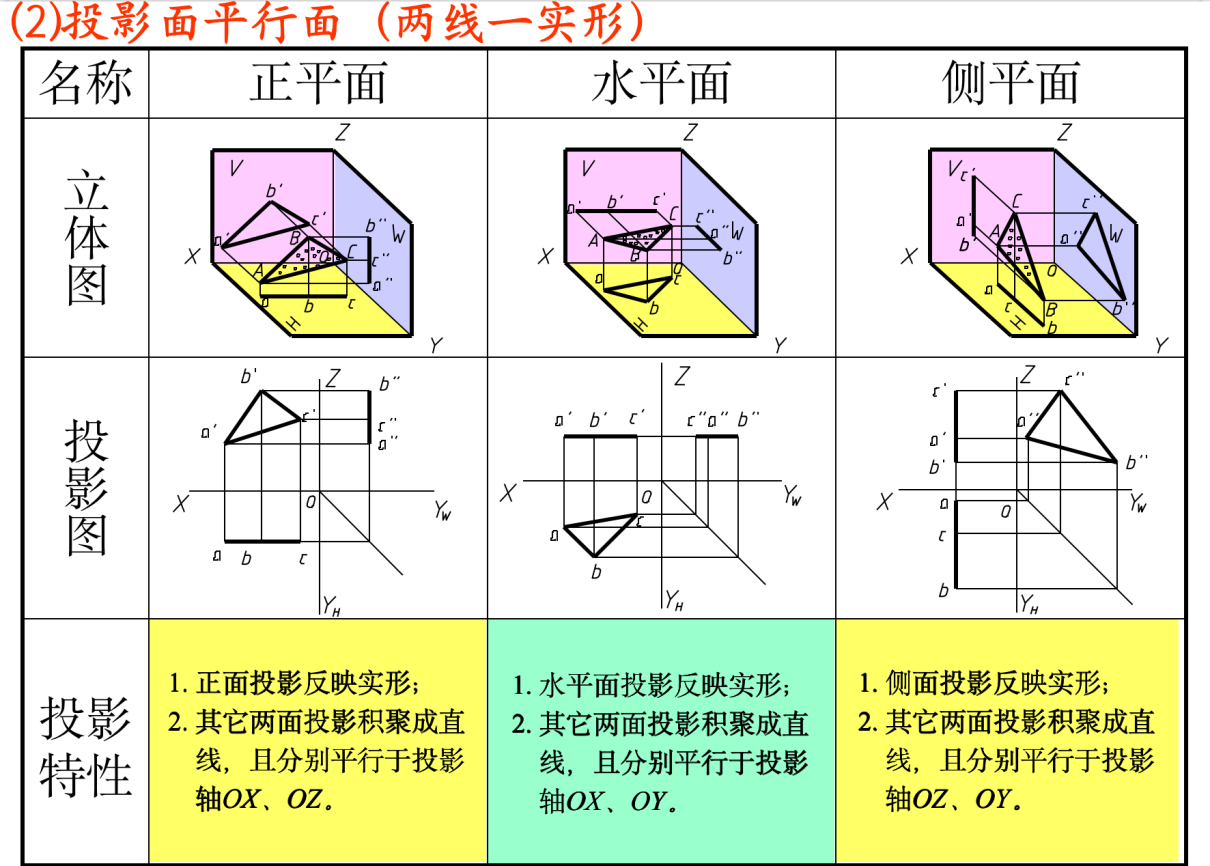 (2)投影面平行面（两线一实形）
名称 正平面 水平面 侧平面
立体图
Z Z Z
V V V c'
b' a' b' c' C c'' C c''
a' B c' b'' W A B a'' W a' A a'' W
X O C c'' X b'' X b' O
A a'' a O c a B b''
a b c b c b
H H H
Y Y Y
投影图
b' Z b'' Z Z c''
a' c' c'' a' b' c' c'' a'' b'' c' a''
a'' a' b' b''
X O Y_W X O Y_W X a O Y_W
a b c a c c
b b
Y_H Y_H Y_H
投影特性
1. 正面投影反映实形；
2. 其它两面投影积聚成直
线，且分别平行于投影
轴OX、OZ。
1. 水平面投影反映实形；
2. 其它两面投影积聚成直
线，且分别平行于投影
轴OX、OY。
1. 侧面投影反映实形；
2. 其它两面投影积聚成直
线，且分别平行于投影
轴OZ、OY。